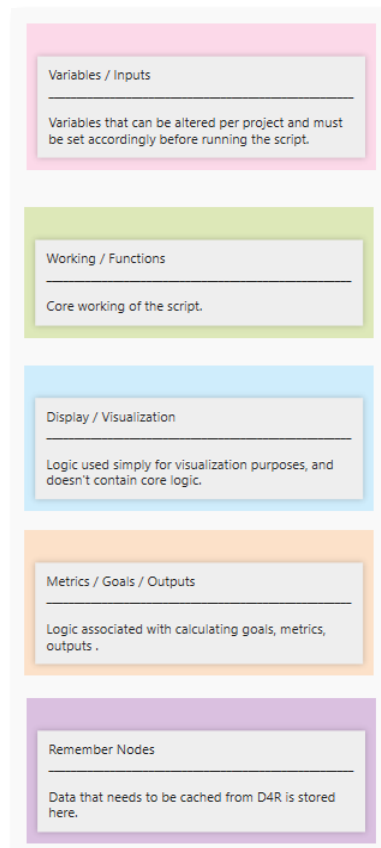 Variables / Inputs
Variables that can be altered per project and must
be set accordingly before running the script.
Working / Functions
Core working of the script.
Display / Visualization
Logic used simply for visualization purposes, and
doesn't contain core logic.
Metrics / Goals / Outputs
Logic associated with calculating goals, metrics,
outputs .
Remember Nodes
Data that needs to be cached from D4R is stored
here.